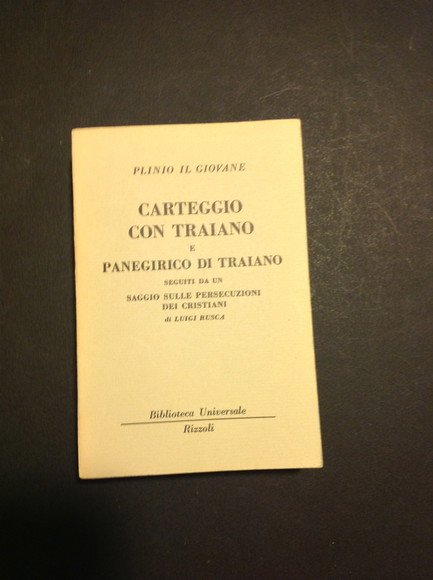 PLINIO IL GIOVANE
CARTEGGIO
CON TRAIANO
E
PANEGIRICO DI TRAIANO
SEGUITI DA UN
SAGGIO SULLE PERSECUZIONI
DEI CRISTIANI
di LUIGI RUSCA
Biblioteca Universale
Rizzoli